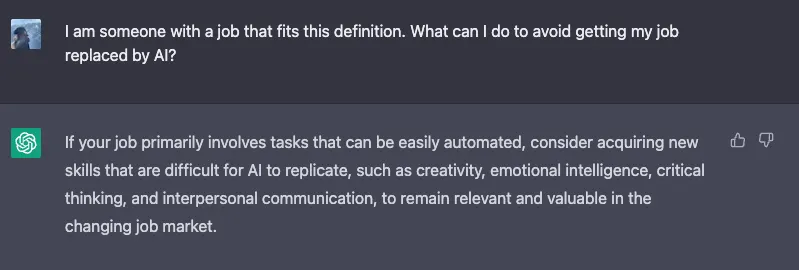 I am someone with a job that fits this definition. What can I do to avoid getting my job
replaced by AI?
If your job primarily involves tasks that can be easily automated, consider acquiring new
skills that are difficult for AI to replicate, such as creativity, emotional intelligence, critical
thinking, and interpersonal communication, to remain relevant and valuable in the
changing job market.